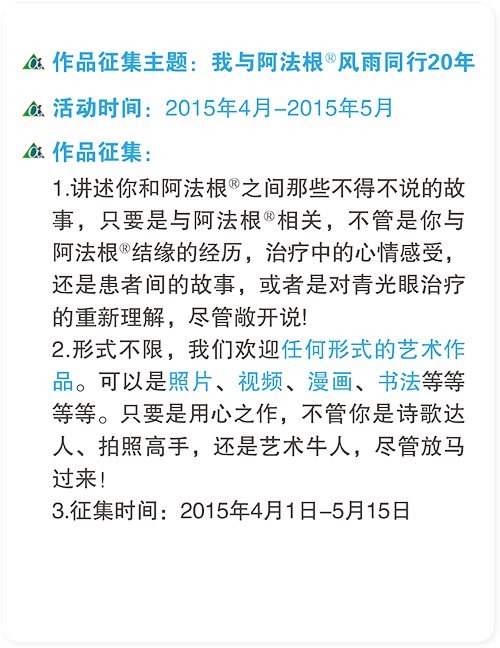 作品征集主题：我与阿法根®风雨同行20年
活动时间：2015年4月-2015年5月
作品征集：
1.讲述你和阿法根®之间那些不得不说的故
事，只要是与阿法根®相关，不管是你与
阿法根®结缘的经历，治疗中的心情感受，
还是患者间的故事，或者是对青光眼治疗
的重新理解，尽管敞开说!
2.形式不限，我们欢迎任何形式的艺术作
品。可以是照片、视频、漫画、书法等等
等等。只要是用心之作，不管你是诗歌达
人、拍照高手，还是艺术牛人，尽管放马
过来!
3.征集时间：2015年4月1日-5月15日